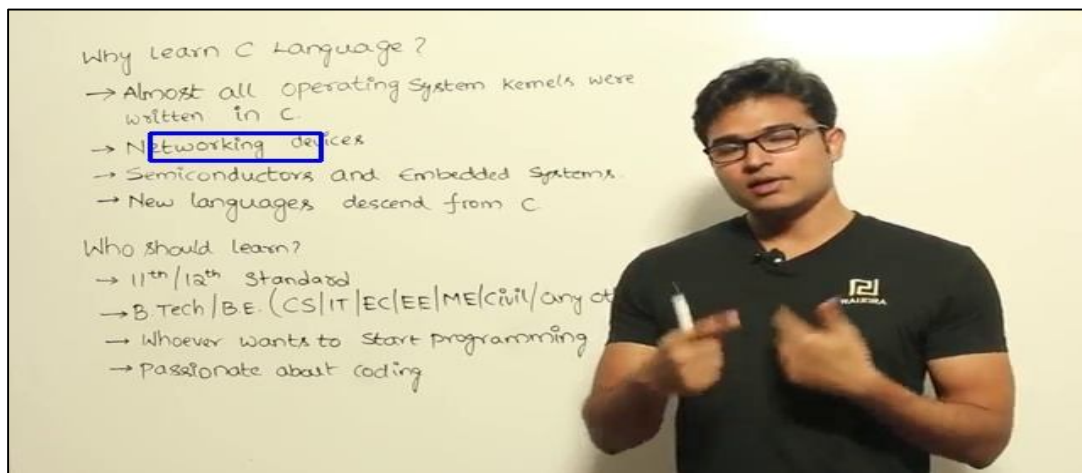 Why Learn C Language?
→ Almost all operating System Kernels were
written in C.
→ Networking devices
→ Semiconductors and Embedded Systems.
→ New languages descend from C
Who should learn?
→ 11th/12th Standard
→ B.Tech/B.E. (CS|IT|EC|EE|ME|Civil/any ot
→ Whoever wants to start programming
→ Passionate about coding